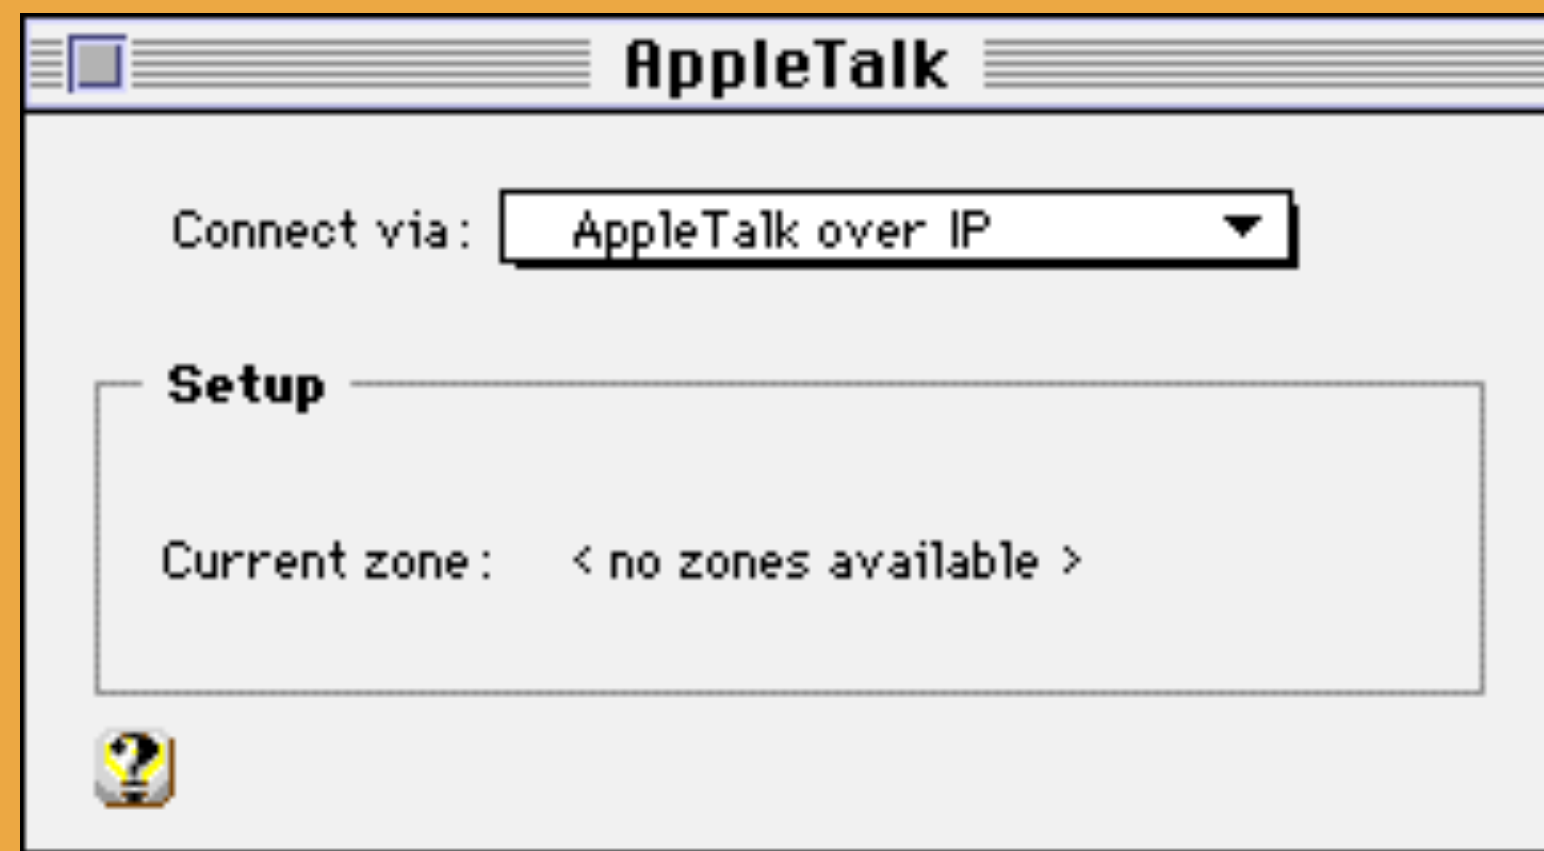 AppleTalk
Connect via: AppleTalk over IP
Setup
Current zone: < no zones available >
?